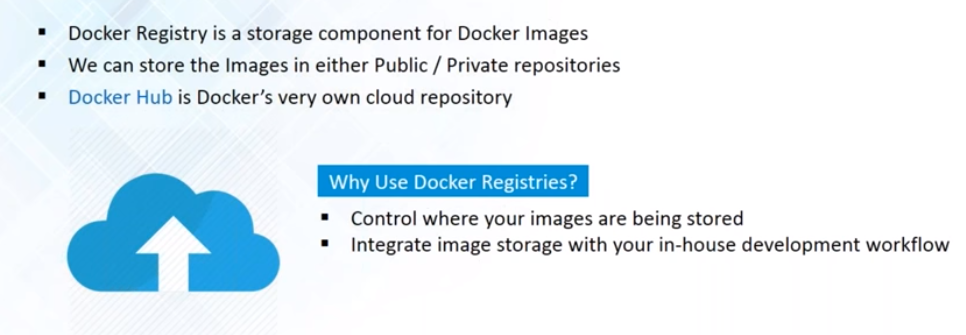 ▪ Docker Registry is a storage component for Docker Images
▪ We can store the Images in either Public / Private repositories
▪ Docker Hub is Docker's very own cloud repository
Why Use Docker Registries?
▪ Control where your images are being stored
▪ Integrate image storage with your in-house development workflow